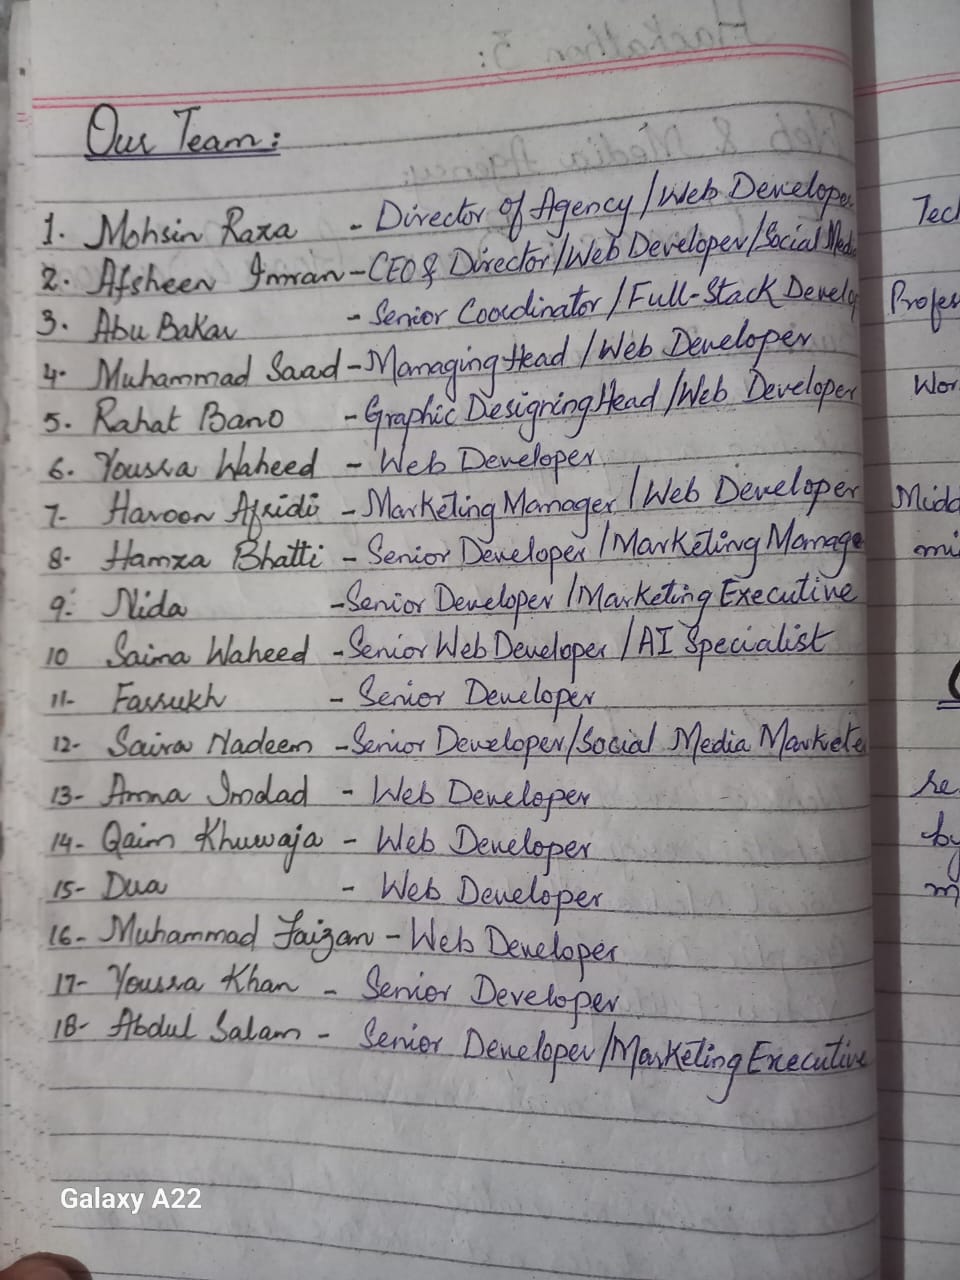 Our Team:
1. Mohsin Raza - Director of Agency/Web Develope
2. Afsheen Imran - CEO & Director/Web Developer/Social Med
3. Abu Bakar - Senior Coordinator/Full-Stack Develo
4. Muhammad Saad - Managing Head/Web Developer
5. Rahat Bano - Graphic Designing Head/Web Developer
6. Yousra Waheed - Web Developer
7- Haroon Afridi - Marketing Manager/Web Developer
8- Hamza Bhatti - Senior Developer/Marketing Manage
9. Nida - Senior Developer/Marketing Executive
10 Saima Waheed - Senior Web Developer/AI Specialist
11- Farrukh - Senior Developer
12- Saira Nadeem - Senior Developer/Social Media Markete
13- Amna Imdad - Web Developer
14- Qaim Khuwaja - Web Developer
15- Dua - Web Developer
16- Muhammad Faizan - Web Developer
17- Yousra Khan - Senior Developer
18- Abdul Salam - Senior Developer/Marketing Executive
Galaxy A22
Tec
Profes
Wor
Midd
mi
by